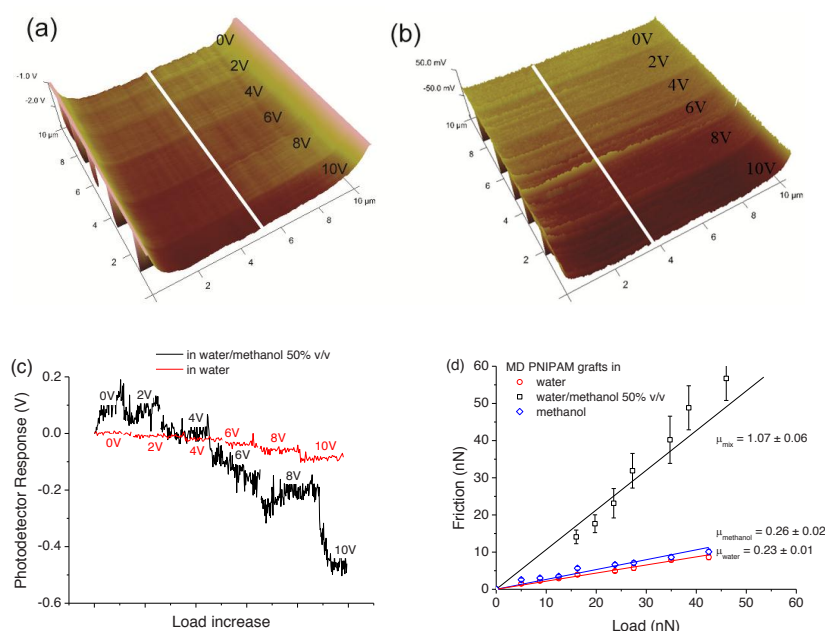 (a)
0V
2V
4V
6V
8V
10V
-1.0 V
-2.0
10 µm
8
6
4
2
2
4
6
8
10 µm
(b)
0V
2V
4V
6V
8V
10V
50.0 mV
-50.0 mV
10 µm
8
6
4
2
2
4
6
8
10 µm
(c)
in water/methanol 50% v/v
in water
Photodetector Response (V)
0.2
0.0
-0.2
-0.4
-0.6
0V
2V
4V
6V
8V
10V
0V
2V
4V
6V
8V
10V
Load increase
(d)
MD PNIPAM grafts in
water
water/methanol 50% v/v
methanol
Friction (nN)
60
50
40
30
20
10
0
μmix = 1.07 ± 0.06
μmethanol = 0.26 ± 0.02
μwater = 0.23 ± 0.01
0 10 20 30 40 50 60
Load (nN)